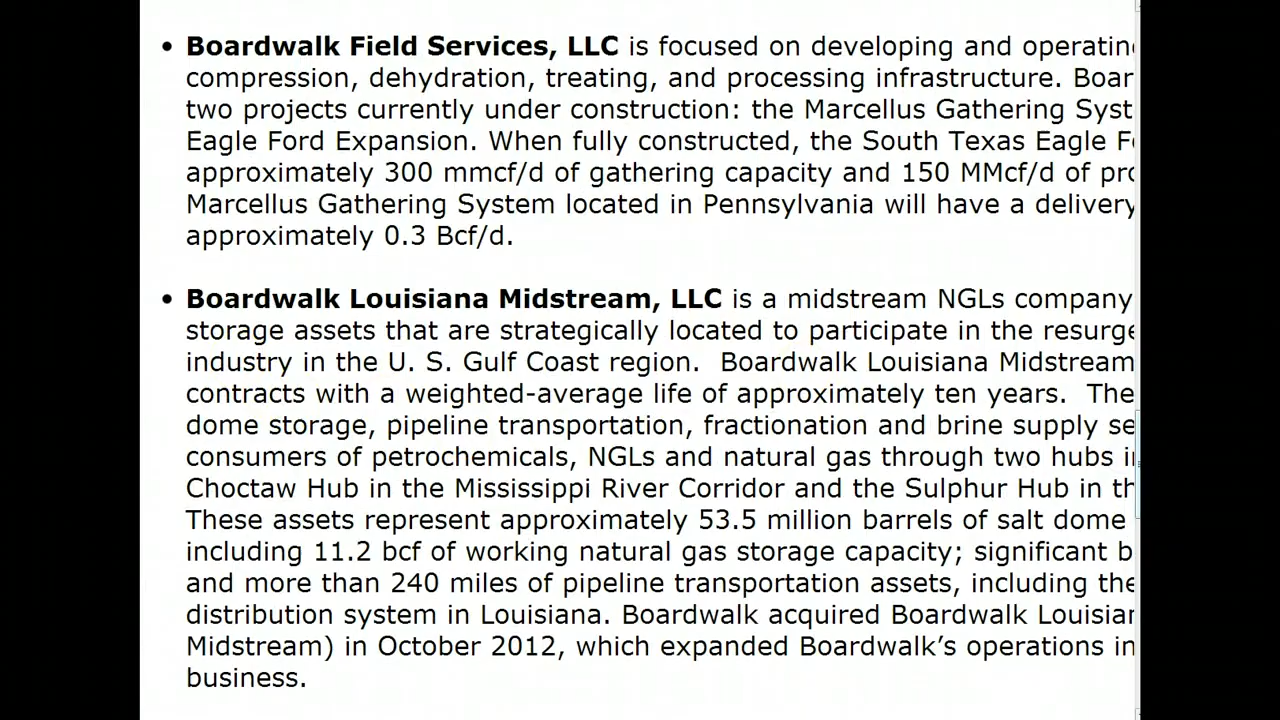 • Boardwalk Field Services, LLC is focused on developing and
compression, dehydration, treating, and processing infrastructure.
two projects currently under construction: the Marcellus Gathering
Eagle Ford Expansion. When fully constructed, the South Texas Eagle
approximately 300 mmcf/d of gathering capacity and 150 MMcf/d of
Marcellus Gathering System located in Pennsylvania will have a delivery
approximately 0.3 Bcf/d.
• Boardwalk Louisiana Midstream, LLC is a midstream NGLs company
storage assets that are strategically located to participate in the
industry in the U. S. Gulf Coast region. Boardwalk Louisiana Midstream
contracts with a weighted-average life of approximately ten years. The
dome storage, pipeline transportation, fractionation and brine supply
consumers of petrochemicals, NGLs and natural gas through two hubs
Choctaw Hub in the Mississippi River Corridor and the Sulphur Hub in
These assets represent approximately 53.5 million barrels of salt dome
including 11.2 bcf of working natural gas storage capacity; significant
and more than 240 miles of pipeline transportation assets, including the
distribution system in Louisiana. Boardwalk acquired Boardwalk
Midstream) in October 2012, which expanded Boardwalk’s operations in
business.